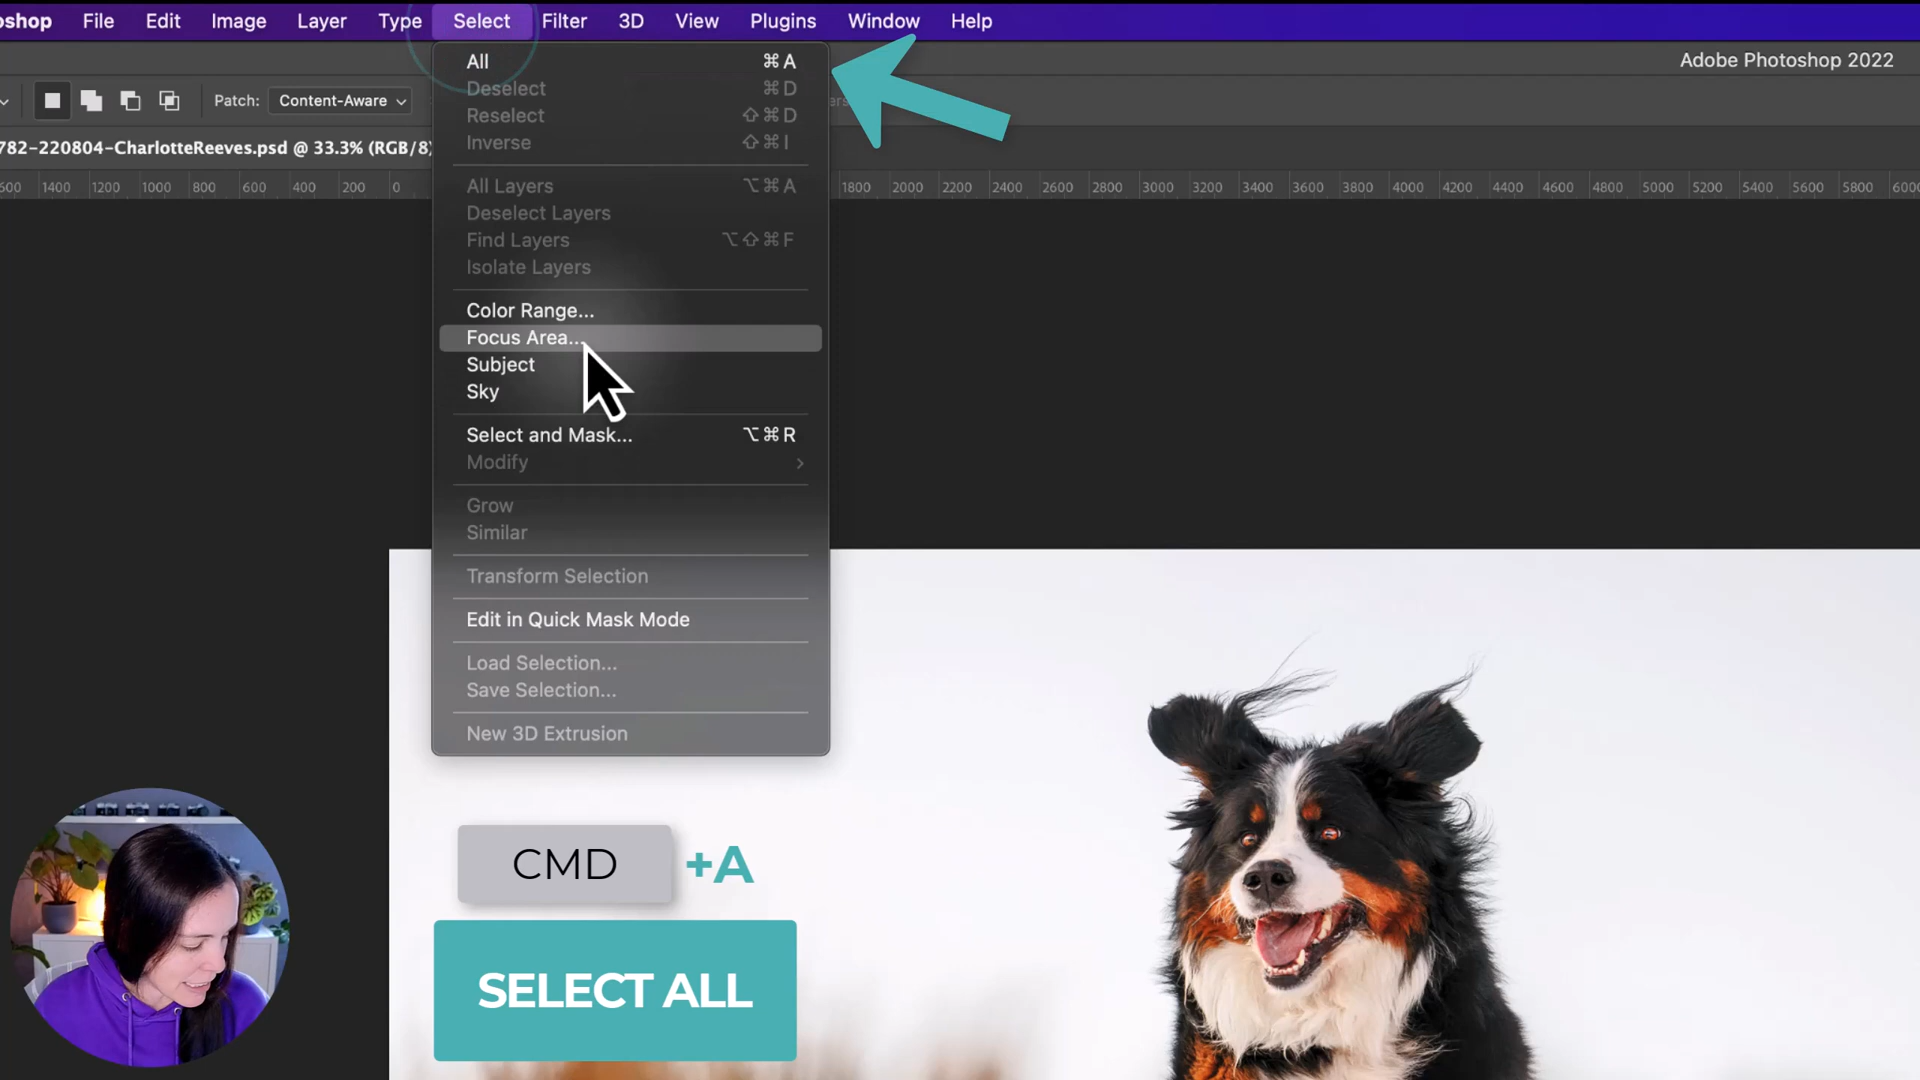 oshop File Edit Image Layer Type Select Filter 3D View Plugins Window Help
Adobe Photoshop 2022
Patch: Content-Aware
782-220804-CharlotteReeves.psd @ 33.3% (RGB/8)
600 1400 1200 1000 800 600 400 200 0 1800 2000 2200 2400 2600 2800 3000 3200 3400 3600 3800 4000 4200 4400 4600 4800 5000 5200 5400 5600 5800 6000
All ⌘A
Deselect ⌘D
Reselect ⇧⌘D
Inverse ⇧⌘I
All Layers ⌥⌘A
Deselect Layers
Find Layers ⌥⇧⌘F
Isolate Layers
Color Range...
Focus Area...
Subject
Sky
Select and Mask... ⌥⌘R
Modify >
Grow
Similar
Transform Selection
Edit in Quick Mask Mode
Load Selection...
Save Selection...
New 3D Extrusion
CMD +A
SELECT ALL